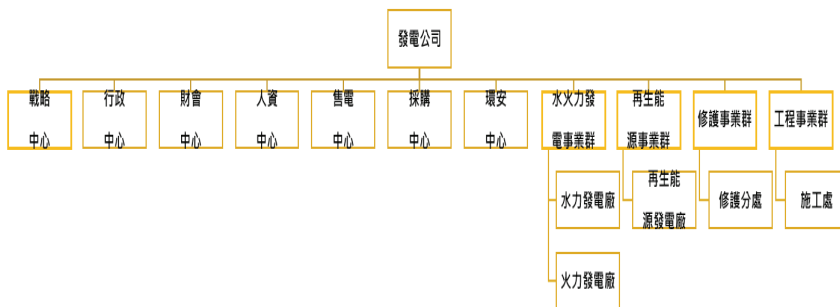 發電公司
戰略
中心
行政
中心
財會
中心
人資
中心
售電
中心
採購
中心
環安
中心
水火力發
電事業群
再生能
源事業群
修護事業群
工程事業群
水力發電廠
再生能
源發電廠
修護分處
施工處
火力發電廠